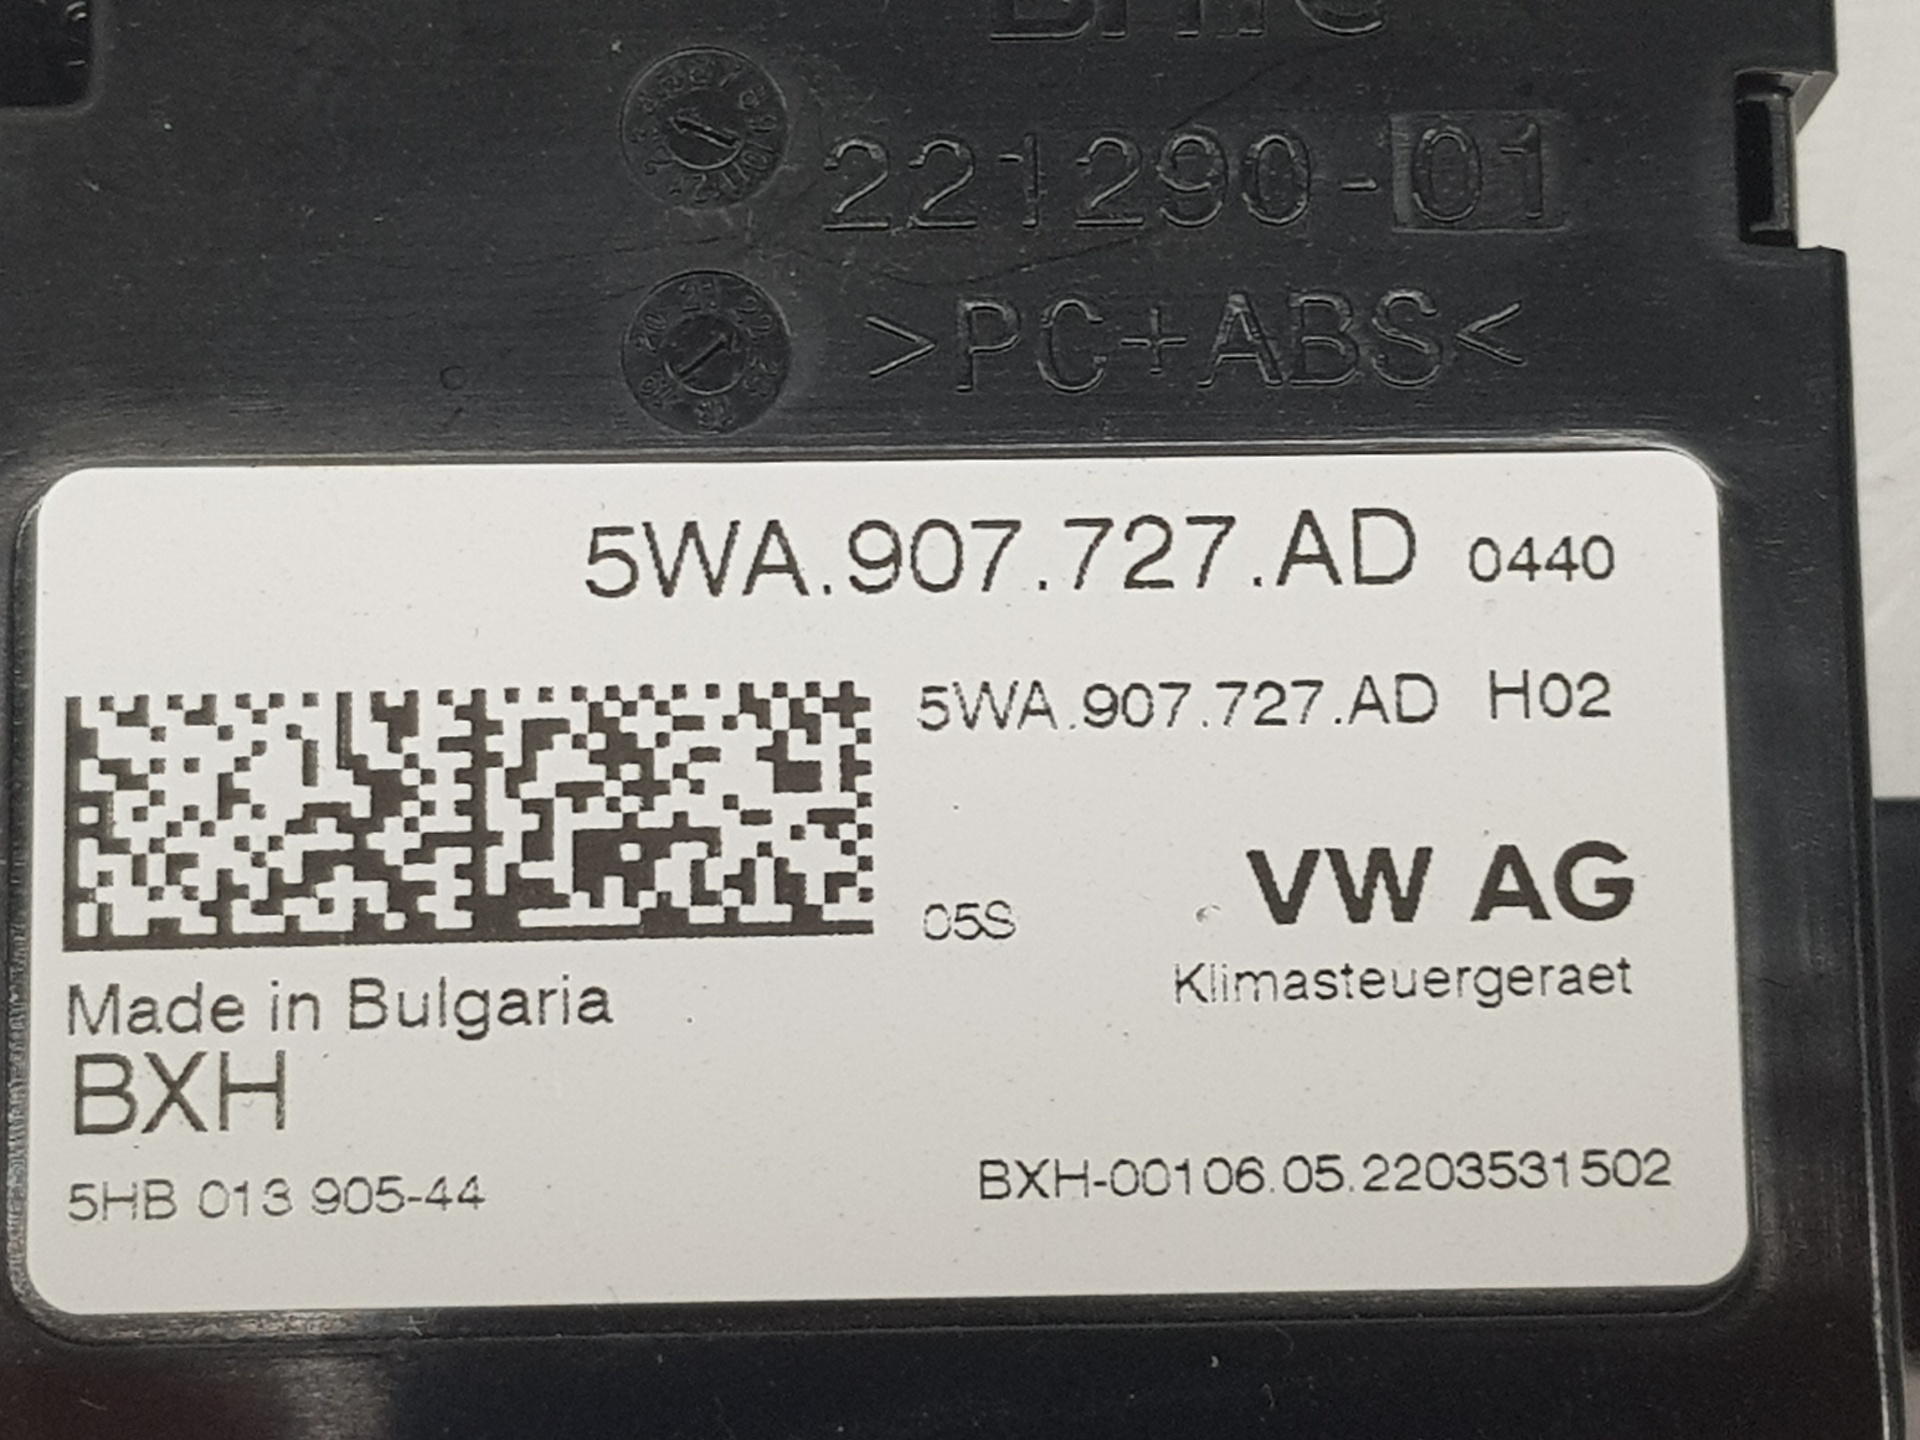 221290-01
>PC+ABS<
5WA.907.727.AD 0440
5WA.907.727.AD H02
05S
VW AG
Klimasteuergeraet
Made in Bulgaria
BXH
5HB 013 905-44
BXH-00106.05.2203531502